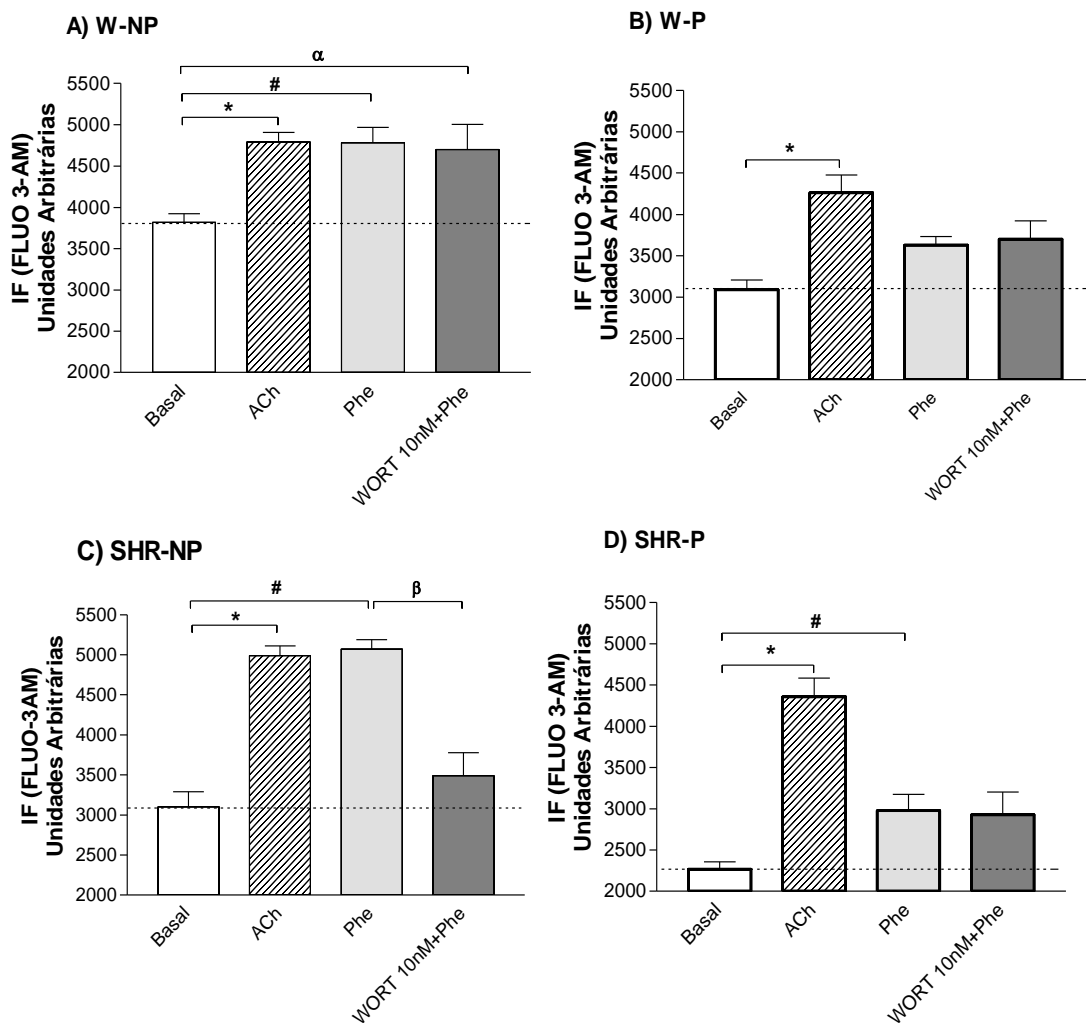 A) W-NP
α
#
*
IF (FLUO 3-AM)
Unidades Arbitrárias
5500
5000
4500
4000
3500
3000
2500
2000
Basal
ACh
Phe
WORT 10nM+Phe
B) W-P
*
IF (FLUO 3-AM)
Unidades Arbitrárias
5500
5000
4500
4000
3500
3000
2500
2000
Basal
ACh
Phe
WORT 10nM+Phe
C) SHR-NP
#
β
*
IF (FLUO-3AM)
Unidades Arbitrárias
5500
5000
4500
4000
3500
3000
2500
2000
Basal
ACh
Phe
WORT 10nM+Phe
D) SHR-P
#
*
IF (FLUO 3-AM)
Unidades Arbitrárias
5500
5000
4500
4000
3500
3000
2500
2000
Basal
ACh
Phe
WORT 10nM+Phe